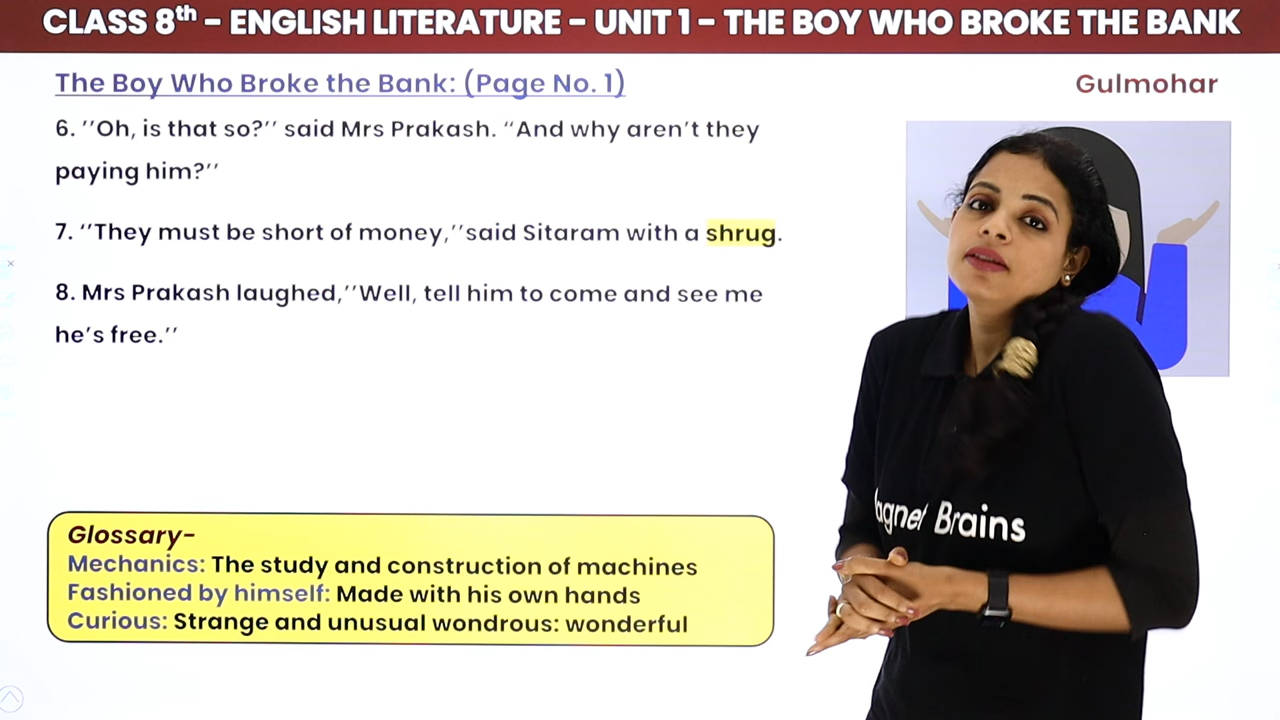 CLASS 8th - ENGLISH LITERATURE - UNIT 1 - THE BOY WHO BROKE THE BANK
The Boy Who Broke the Bank: (Page No. 1)
Gulmohar
6. ’’Oh, is that so?’’ said Mrs Prakash. “And why aren’t they
paying him?’’
7. ‘’They must be short of money,’’said Sitaram with a shrug.
8. Mrs Prakash laughed,’’Well, tell him to come and see me
he’s free.’’
agnet Brains
Glossary-
Mechanics: The study and construction of machines
Fashioned by himself: Made with his own hands
Curious: Strange and unusual wondrous: wonderful